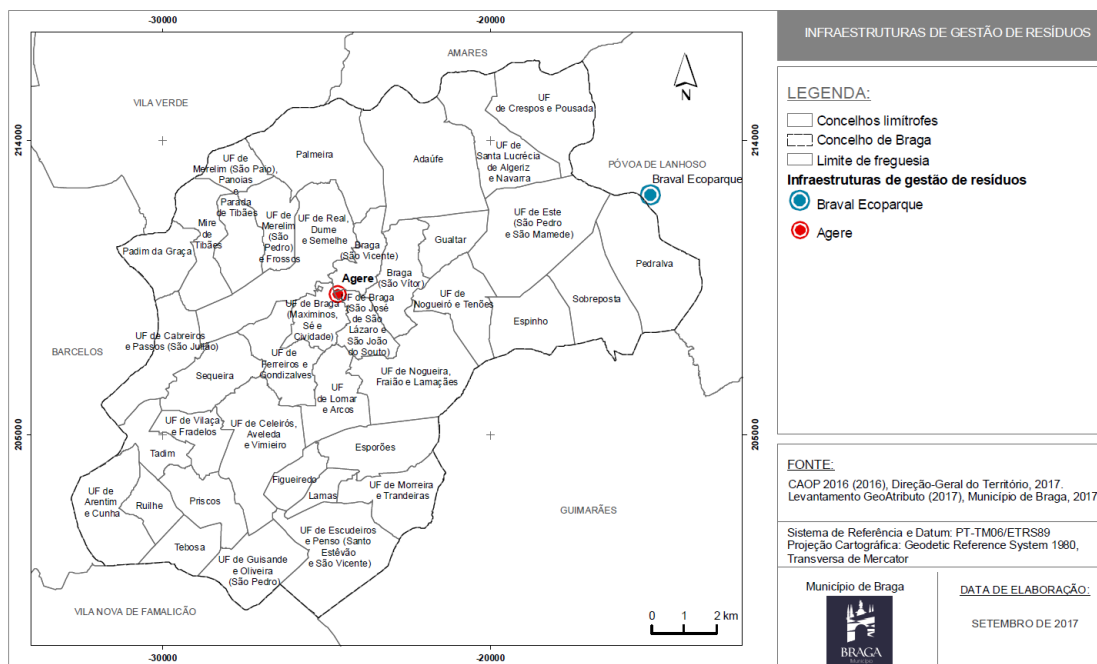 -30000
-20000
INFRAESTRUTURAS DE GESTÃO DE RESÍDUOS
AMARES
VILA VERDE
N
UF
de Crespos e Pousada
214000
214000
LEGENDA:
Concelhos limítrofes
Concelho de Braga
Limite de freguesia
Infraestruturas de gestão de resíduos
Braval Ecoparque
Agere
UF de
Merelim (São Paio),
Panoias
e
Parada
de Tibães
Palmeira
Adaúfe
UF de
Santa Lucrécia
de Algeriz
e Navarra
PÓVOA DE LANHOSO
Braval Ecoparque
Mire
de
Tibães
UF de
Merelim
(São
Pedro)
e Frossos
UF de Real,
Dume
e Semelhe
UF de Este
(São Pedro
e São Mamede)
Padim da Graça
Braga
(São Vicente)
Gualtar
Pedralva
Agere
Braga
(São Vítor)
UF de
Nogueiró e Tenões
Sobreposta
Espinho
UF de Braga
(Maximinos,
Sé e
Cividade)
UF de Braga
(São José
de São
Lázaro e
São João
do Souto)
UF de Cabreiros
e Passos (São Julião)
BARCELOS
Sequeira
UF de
Ferreiros e
Gondizalves
UF de Nogueira,
Fraião e Lamaçães
UF
de Lomar
e Arcos
UF de Vilaça
e Fradelos
UF de Celeirós,
Aveleda
e Vimieiro
205000
205000
Tadim
Esporões
UF de
Arentim
e Cunha
Ruilhe
Priscos
Figueiredo
Lamas
UF de Morreira
e Trandeiras
GUIMARÃES
Tebosa
UF de Escudeiros
e Penso (Santo
Estêvão
e São Vicente)
UF de Guisande
e Oliveira
(São Pedro)
VILA NOVA DE FAMALICÃO
0 1 2 km
-30000
-20000
FONTE:
CAOP 2016 (2016), Direção-Geral do Território, 2017.
Levantamento GeoAtributo (2017), Município de Braga, 2017
Sistema de Referência e Datum: PT-TM06/ETRS89
Projeção Cartográfica: Geodetic Reference System 1980,
Transversa de Mercator
Município de Braga
BRAGA
Município
DATA DE ELABORAÇÃO:
SETEMBRO DE 2017